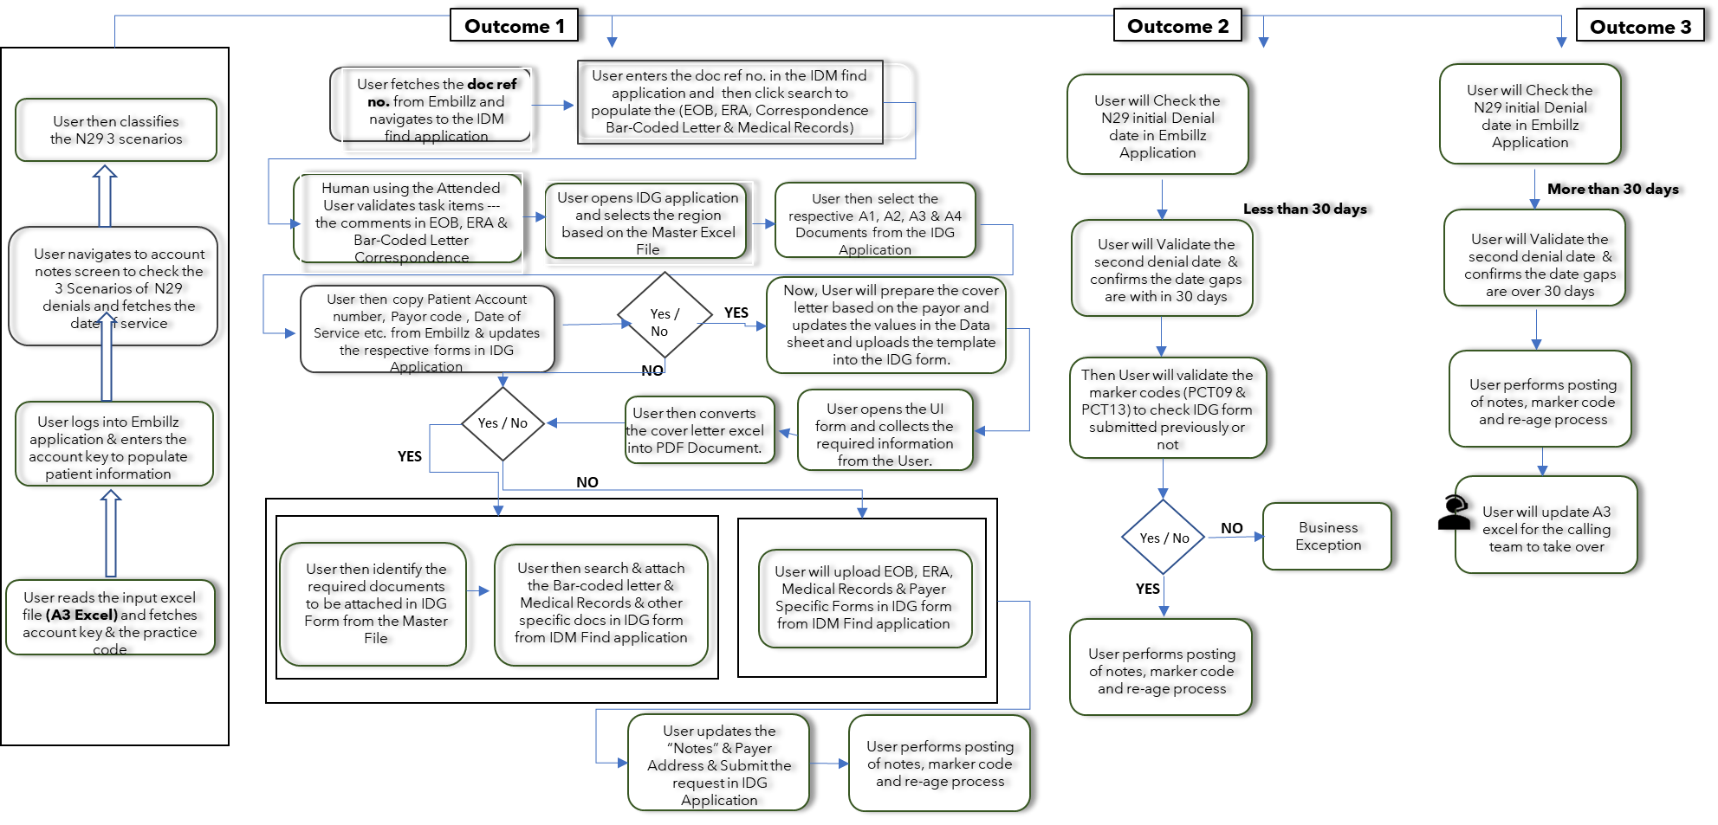 Outcome 1
Outcome 2
Outcome 3
User then classifies
the N29 3 scenarios
User navigates to account
notes screen to check the
3 Scenarios of N29
denials and fetches the
date of service
User logs into Embillz
application & enters the
account key to populate
patient information
User reads the input excel
file (A3 Excel) and fetches
account key & the practice
code
User fetches the doc ref
no. from Embillz and
navigates to the IDM
find application
User enters the doc ref no. in the IDM find
application and then click search to
populate the (EOB, ERA, Correspondence
Bar-Coded Letter & Medical Records)
Human using the Attended
User validates task items ---
the comments in EOB, ERA &
Bar-Coded Letter
Correspondence
User opens IDG application
and selects the region
based on the Master Excel
File
User then select the
respective A1, A2, A3 & A4
Documents from the IDG
Application
User then copy Patient Account
number, Payor code , Date of
Service etc. from Embillz & updates
the respective forms in IDG
Application
Yes /
No
YES
NO
Now, User will prepare the cover
letter based on the payor and
updates the values in the Data
sheet and uploads the template
into the IDG form.
User opens the UI
form and collects the
required information
from the User.
User then converts
the cover letter excel
into PDF Document.
Yes / No
YES
NO
User then identify the
required documents
to be attached in IDG
Form from the Master
File
User then search & attach
the Bar-coded letter &
Medical Records & other
specific docs in IDG form
from IDM Find application
User will upload EOB, ERA,
Medical Records & Payer
Specific Forms in IDG form
from IDM Find application
User updates the
“Notes” & Payer
Address & Submit the
request in IDG
Application
User performs posting
of notes, marker code
and re-age process
User will Check the
N29 initial Denial
date in Embillz
Application
Less than 30 days
User will Validate the
second denial date &
confirms the date gaps
are with in 30 days
Then User will validate the
marker codes (PCT09 &
PCT13) to check IDG form
submitted previously or
not
Yes / No
NO
Business
Exception
YES
User performs posting
of notes, marker code
and re-age process
User will Check the
N29 initial Denial
date in Embillz
Application
More than 30 days
User will Validate the
second denial date &
confirms the date gaps
are over 30 days
User performs posting
of notes, marker code
and re-age process
User will update A3
excel for the calling
team to take over